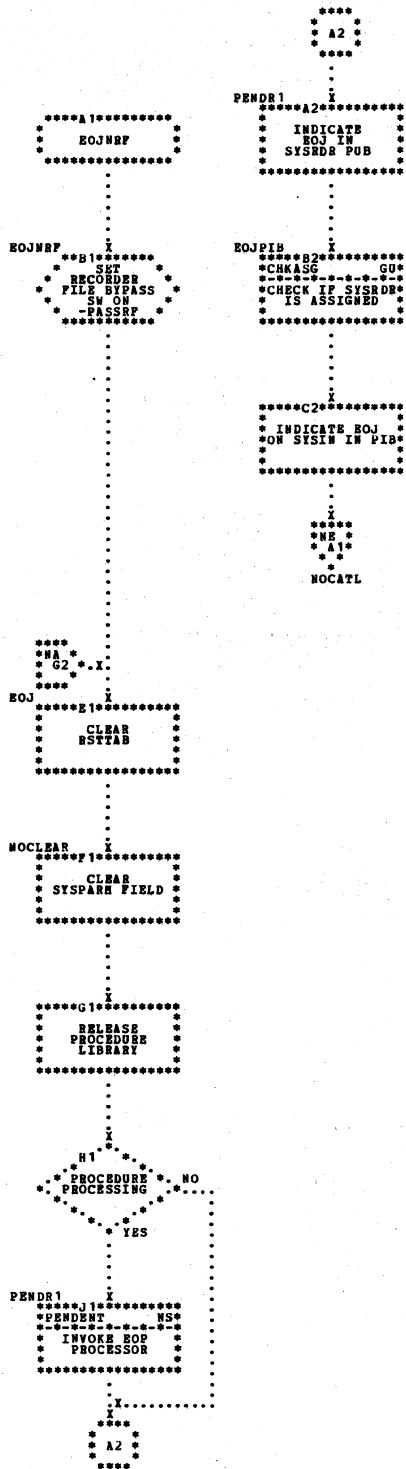 A1
EOJNRF
EOJNRF
B1
SET
RECORDER
FILE BYPASS
SW ON
-PASSRF
NA
G2
EOJ
E1
CLEAR
RSTTAB
NOCLEAR
F1
CLEAR
SYSPARM FIELD
G1
RELEASE
PROCEDURE
LIBRARY
H1
PROCEDURE
PROCESSING
NO
YES
PENDR1
J1
PENDENT NS
INVOKE EOP
PROCESSOR
A2
A2
PENDR1
A2
INDICATE
EOJ IN
SYSRDR PUB
EOJPIB
B2
CHKASG GU
CHECK IF SYSRDR
IS ASSIGNED
C2
INDICATE EOJ
ON SYSIN IN PIB
NE
A1
NOCATL